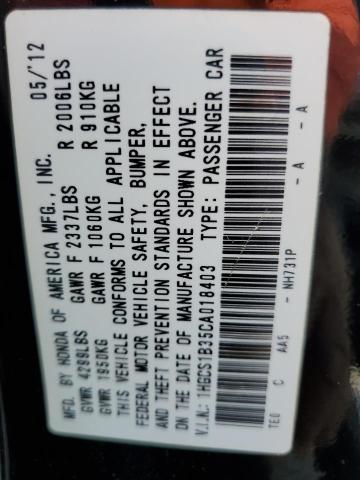 MFD. BY HONDA OF AMERICA MFG., INC. 05/'12
GVWR 4299LBS GAWR F 2337LBS R 2006LBS
GVWR 1950KG GAWR F 1060KG R 910KG
THIS VEHICLE CONFORMS TO ALL APPLICABLE
FEDERAL MOTOR VEHICLE SAFETY, BUMPER,
AND THEFT PREVENTION STANDARDS IN EFFECT
ON THE DATE OF MANUFACTURE SHOWN ABOVE.
V.I.N.: 1HGCS1B35CA018403 TYPE: PASSENGER CAR
TE0 C AA5 - NH731P - A - A